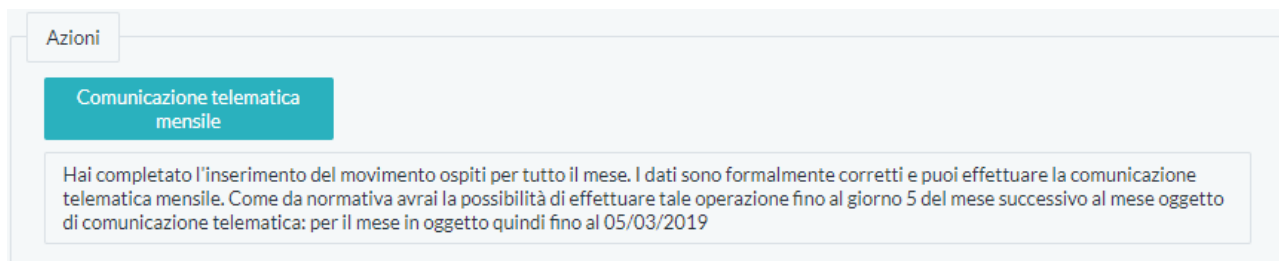 Azioni
Comunicazione telematica
mensile
Hai completato l'inserimento del movimento ospiti per tutto il mese. I dati sono formalmente corretti e puoi effettuare la comunicazione
telematica mensile. Come da normativa avrai la possibilità di effettuare tale operazione fino al giorno 5 del mese successivo al mese oggetto
di comunicazione telematica: per il mese in oggetto quindi fino al 05/03/2019